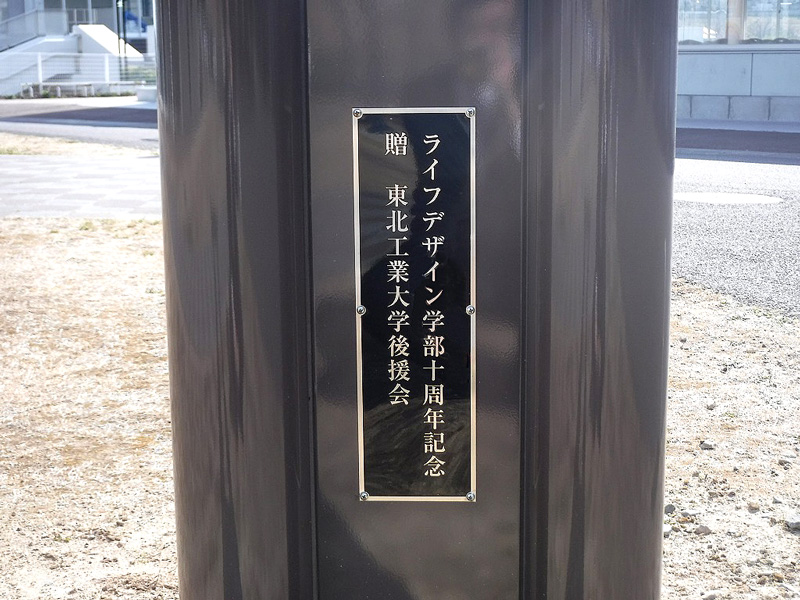 ライフデザイン学部十周年記念
贈　東北工業大学後援会